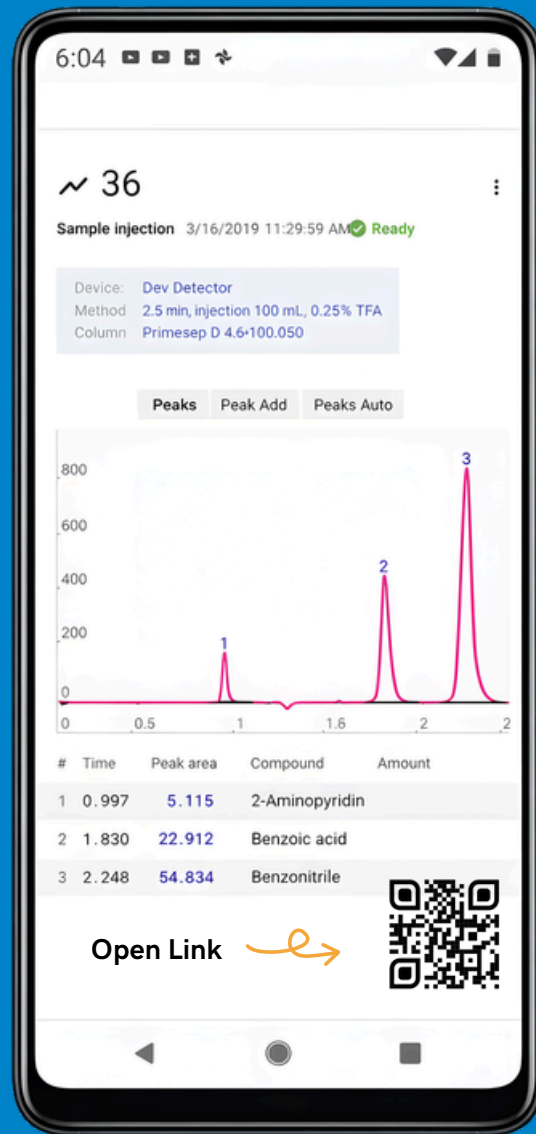 6:04
36
Sample injection 3/16/2019 11:29:59 AM Ready
Device: Dev Detector
Method 2.5 min, injection 100 mL, 0.25% TFA
Column Primesep D 4.6*100.050
Peaks Peak Add Peaks Auto
3
800
600
2
400
200
1
0
0 0.5 1 1.6 2 2
# Time Peak area Compound Amount
1 0.997 5.115 2-Aminopyridin
2 1.830 22.912 Benzoic acid
3 2.248 54.834 Benzonitrile
Open Link